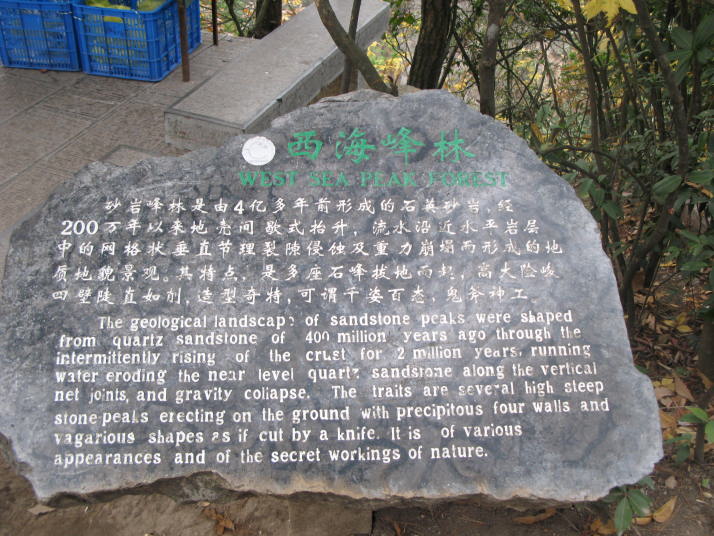 西海峰林
WEST SEA PEAK FOREST
砂岩峰林是由4亿多年前形成的石英砂岩,经
200万年以来地壳间歇式抬升,流水沿近水平岩层
中的网格状垂直节理裂隙侵蚀及重力崩塌而形成的地
质地貌景观。其特点,是多座石峰拔地而起,高大险峻
四壁陡直如削,造型奇特,可谓千姿百态,鬼斧神工。
The geological landscape of sandstone peaks were shaped
from quartz sandstone of 400 million years ago through the
intermittently rising of the crust for 2 million years, running
water eroding the near level quartz sandstone along the vertical
net joints, and gravity collapse. The traits are several high steep
stone peaks erecting on the ground with precipitous four walls and
vagarious shapes as if cut by a knife. It is of various
appearances and of the secret workings of nature.